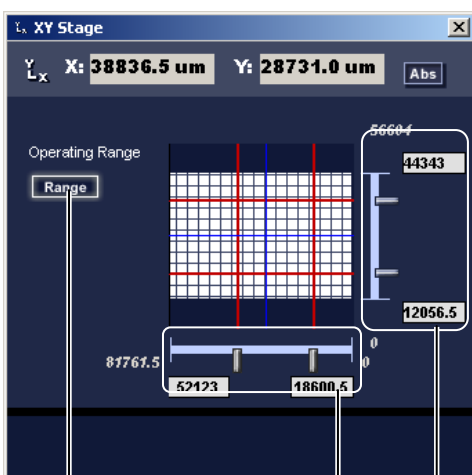 XY Stage
X: 38836.5 um Y: 28731.0 um Abs
56604
Operating Range
44343
Range
12056.5
0
81761.5 0
52123 18600.5